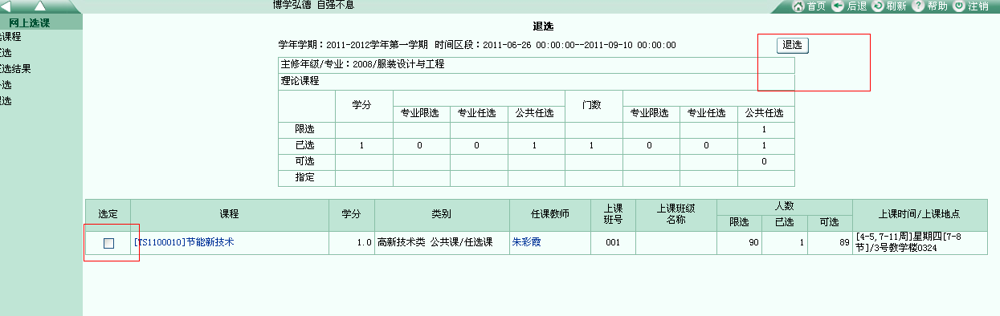 博学弘德 自强不息
首页 后退 刷新 帮助 注销
网上选课
选课程
选
选结果
选
选
退选
学年学期：2011-2012学年第一学期 时间区段：2011-06-26 00:00:00--2011-09-10 00:00:00
退选
主修年级/专业：2008/服装设计与工程
理论课程
学分 门数
专业限选 专业任选 公共任选 专业限选 专业任选 公共任选
限选 1
已选 1 0 0 1 1 0 0 1
可选 0
指定
选定 课程 学分 类别 任课教师 上课班号 上课班级名称 人数 上课时间/上课地点
限选 已选 可选
[TS1100010]节能新技术 1.0 高新技术类 公共课/任选课 朱彩霞 001 90 1 89 [4-5,7-11周]星期四[7-8
节]/3号教学楼0324